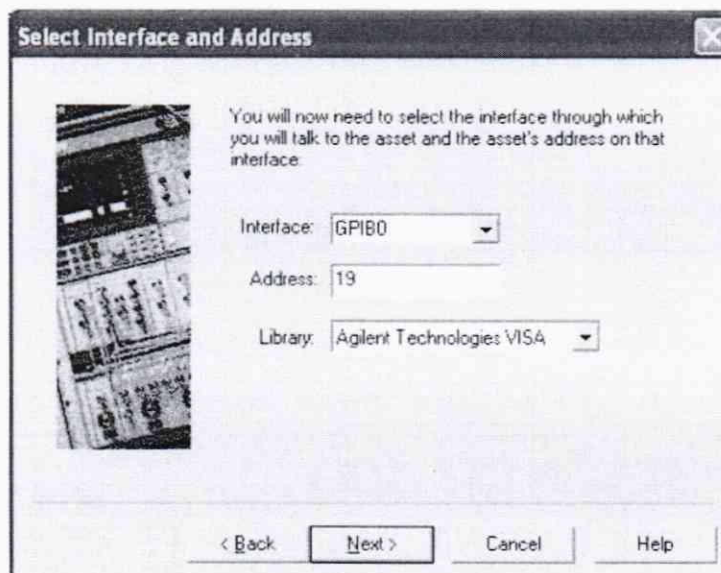 Select Interface and Address
You will now need to select the interface through which
you will talk to the asset and the asset's address on that
interface:
Interface: GPIB0
Address: 19
Library: Agilent Technologies VISA
< Back Next > Cancel Help